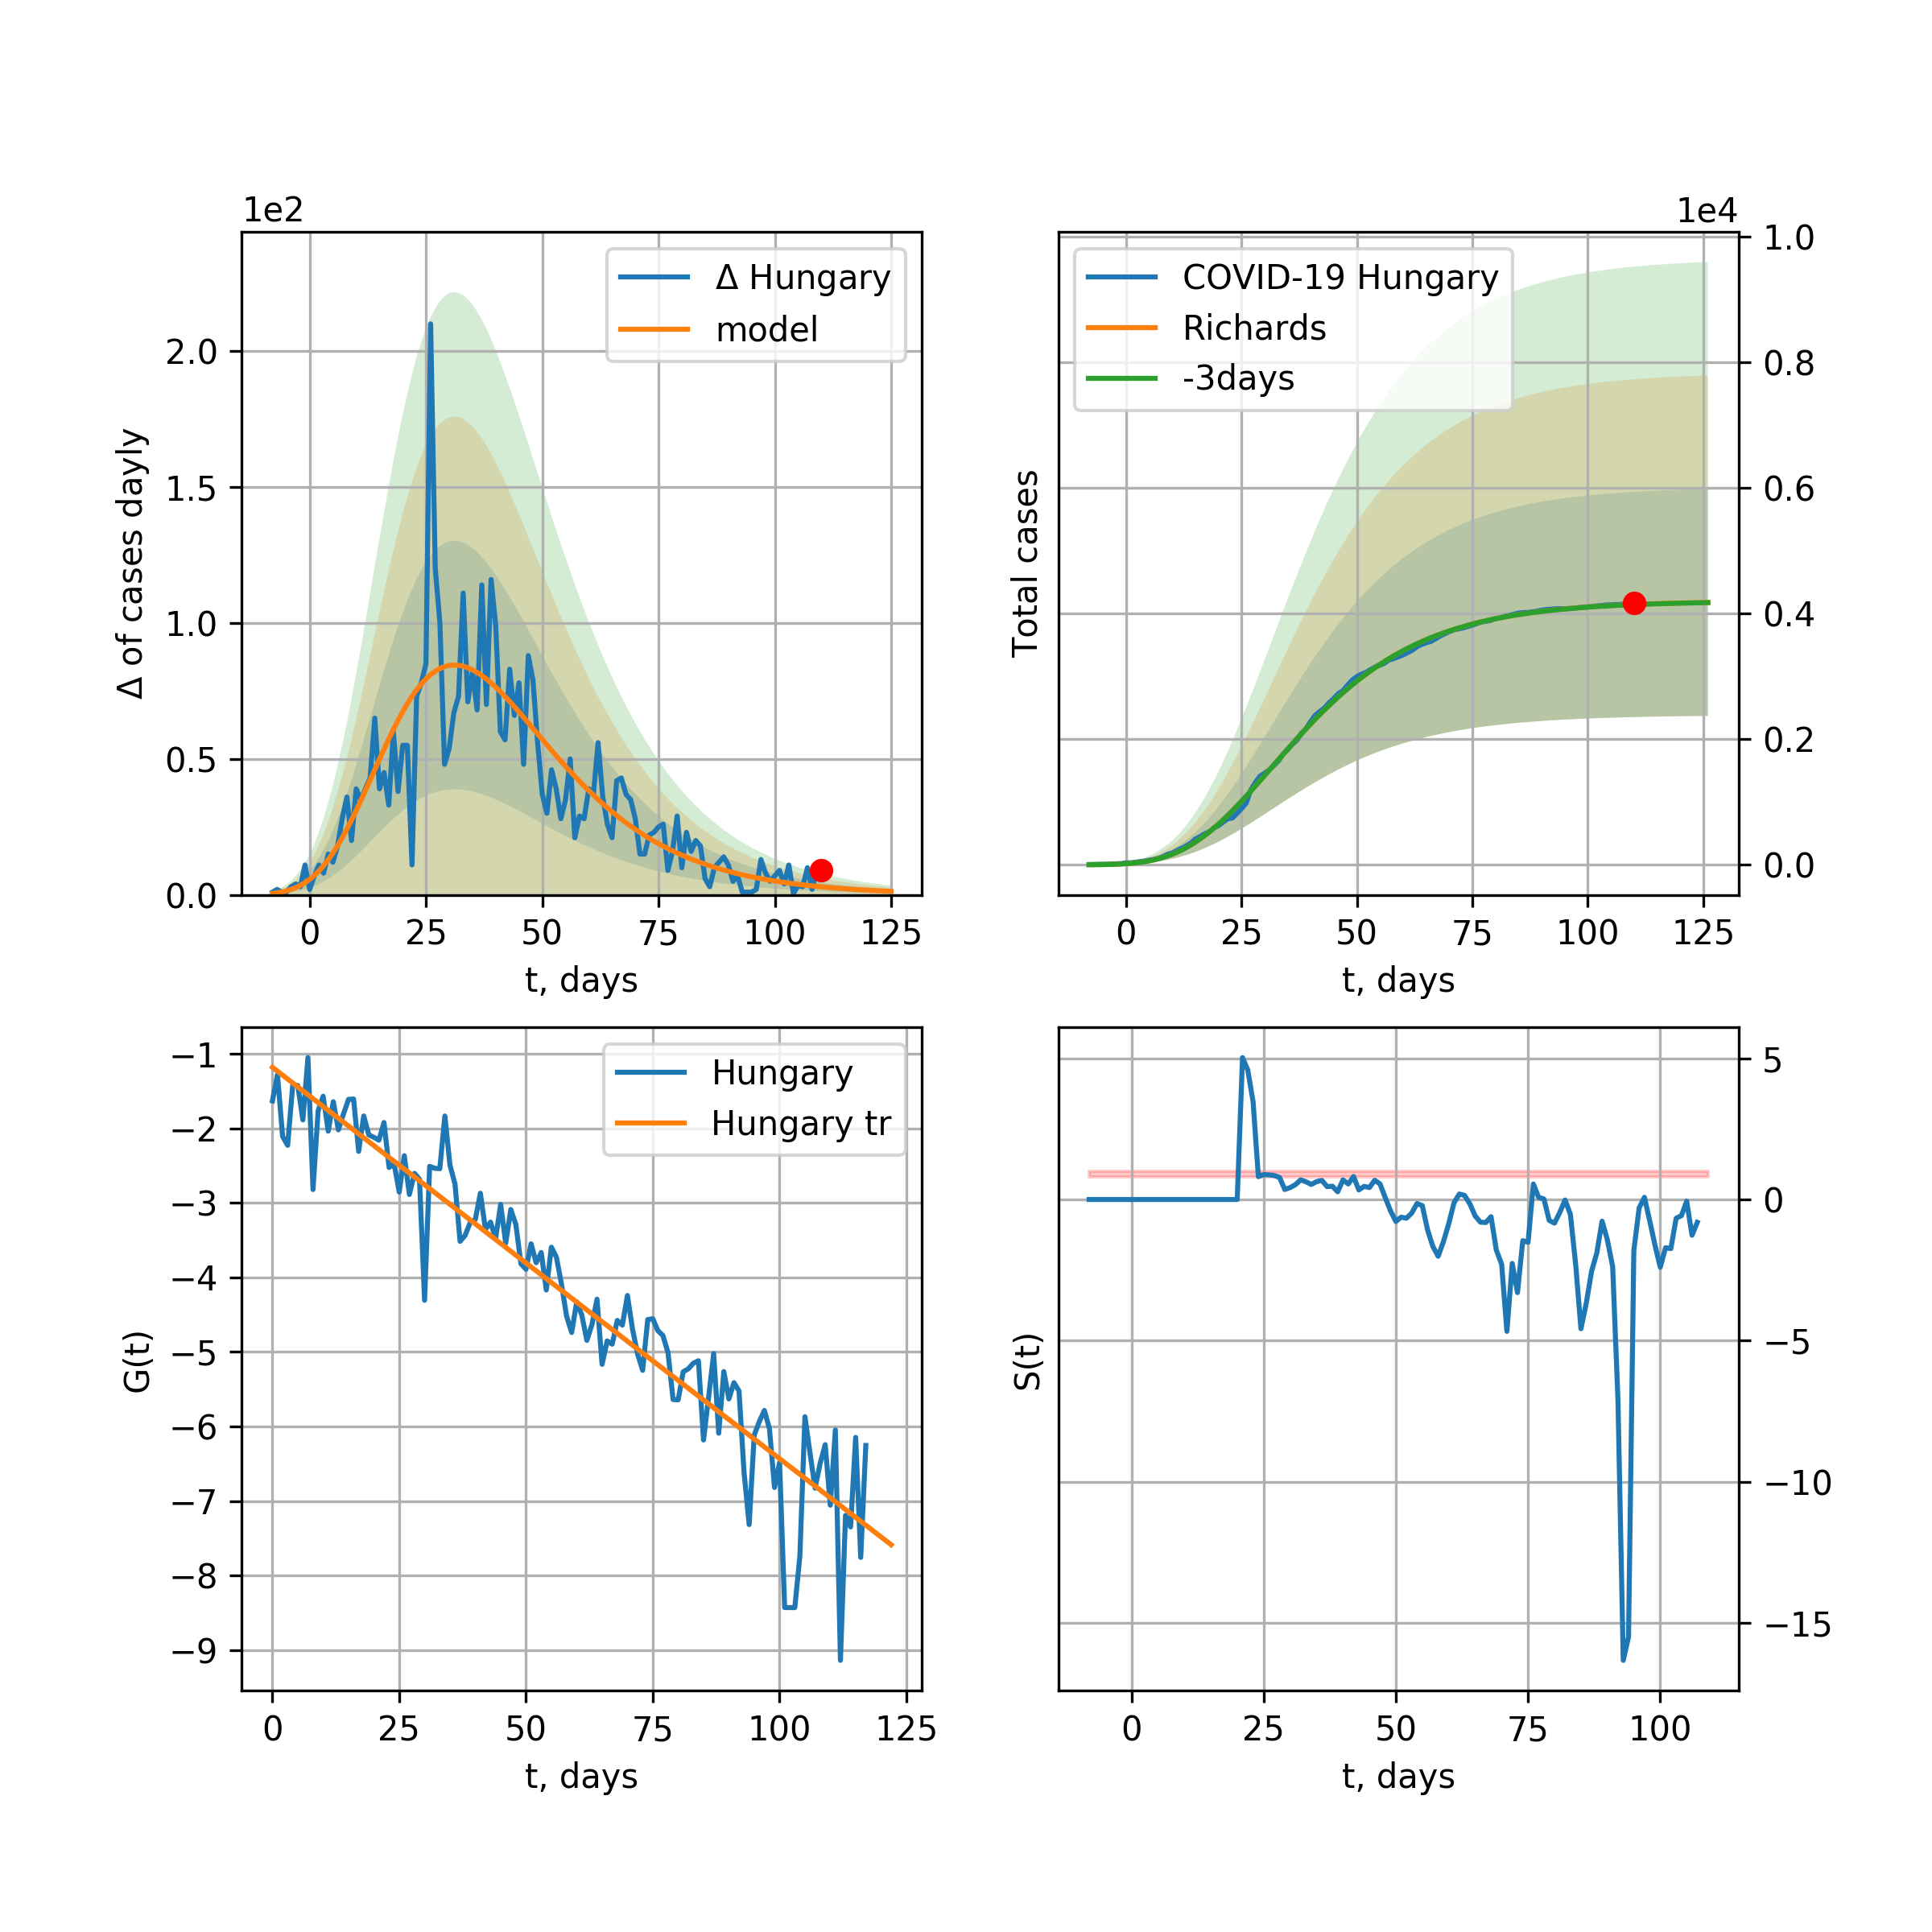 1e2
Δ Hungary
model
2.0
1.5
1.0
0.5
0.0
Δ of cases dayly
0 25 50 75 100 125
t, days
1e4
COVID-19 Hungary
Richards
-3days
1.0
0.8
0.6
0.4
0.2
0.0
Total cases
0 25 50 75 100 125
t, days
Hungary
Hungary tr
−1
−2
−3
−4
−5
−6
−7
−8
−9
G(t)
0 25 50 75 100 125
t, days
5
0
−5
−10
−15
S(t)
0 25 50 75 100
t, days